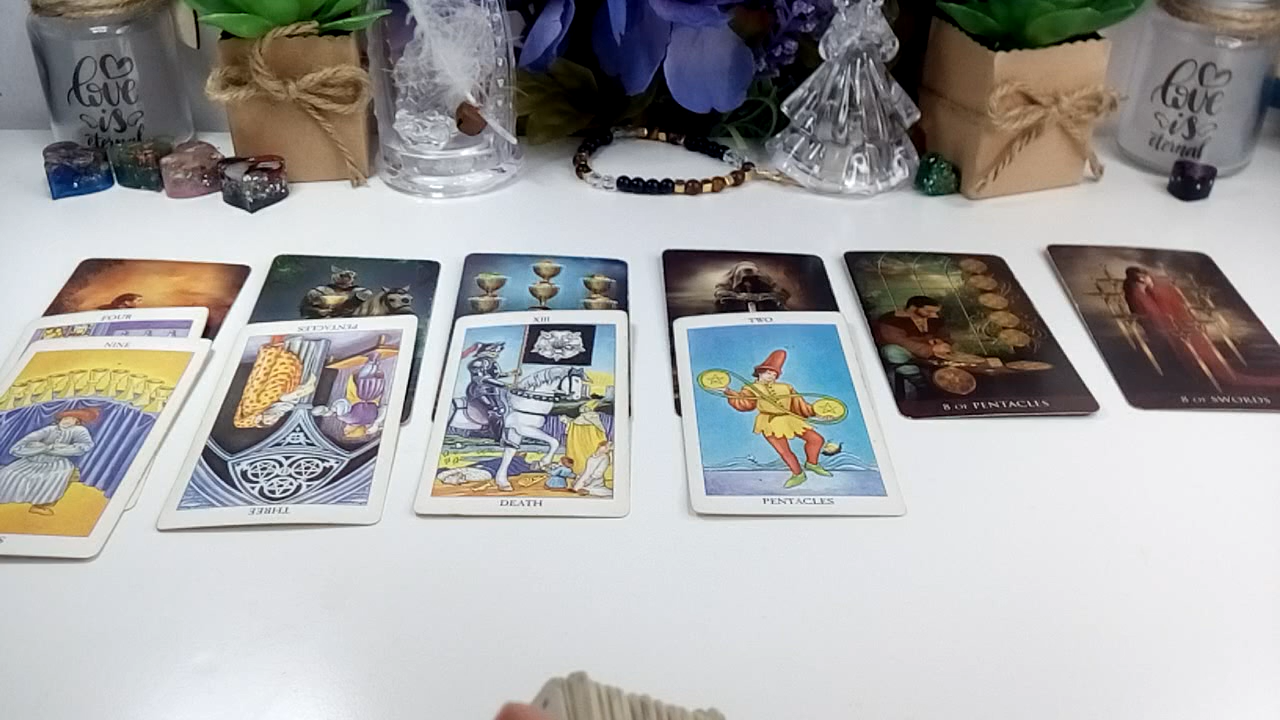 love
is
eternal
love
is
eternal
8 OF PENTACLES
8 OF SWORDS
FOUR
NINE
PENTACLES
THREE
XIII
DEATH
TWO
PENTACLES